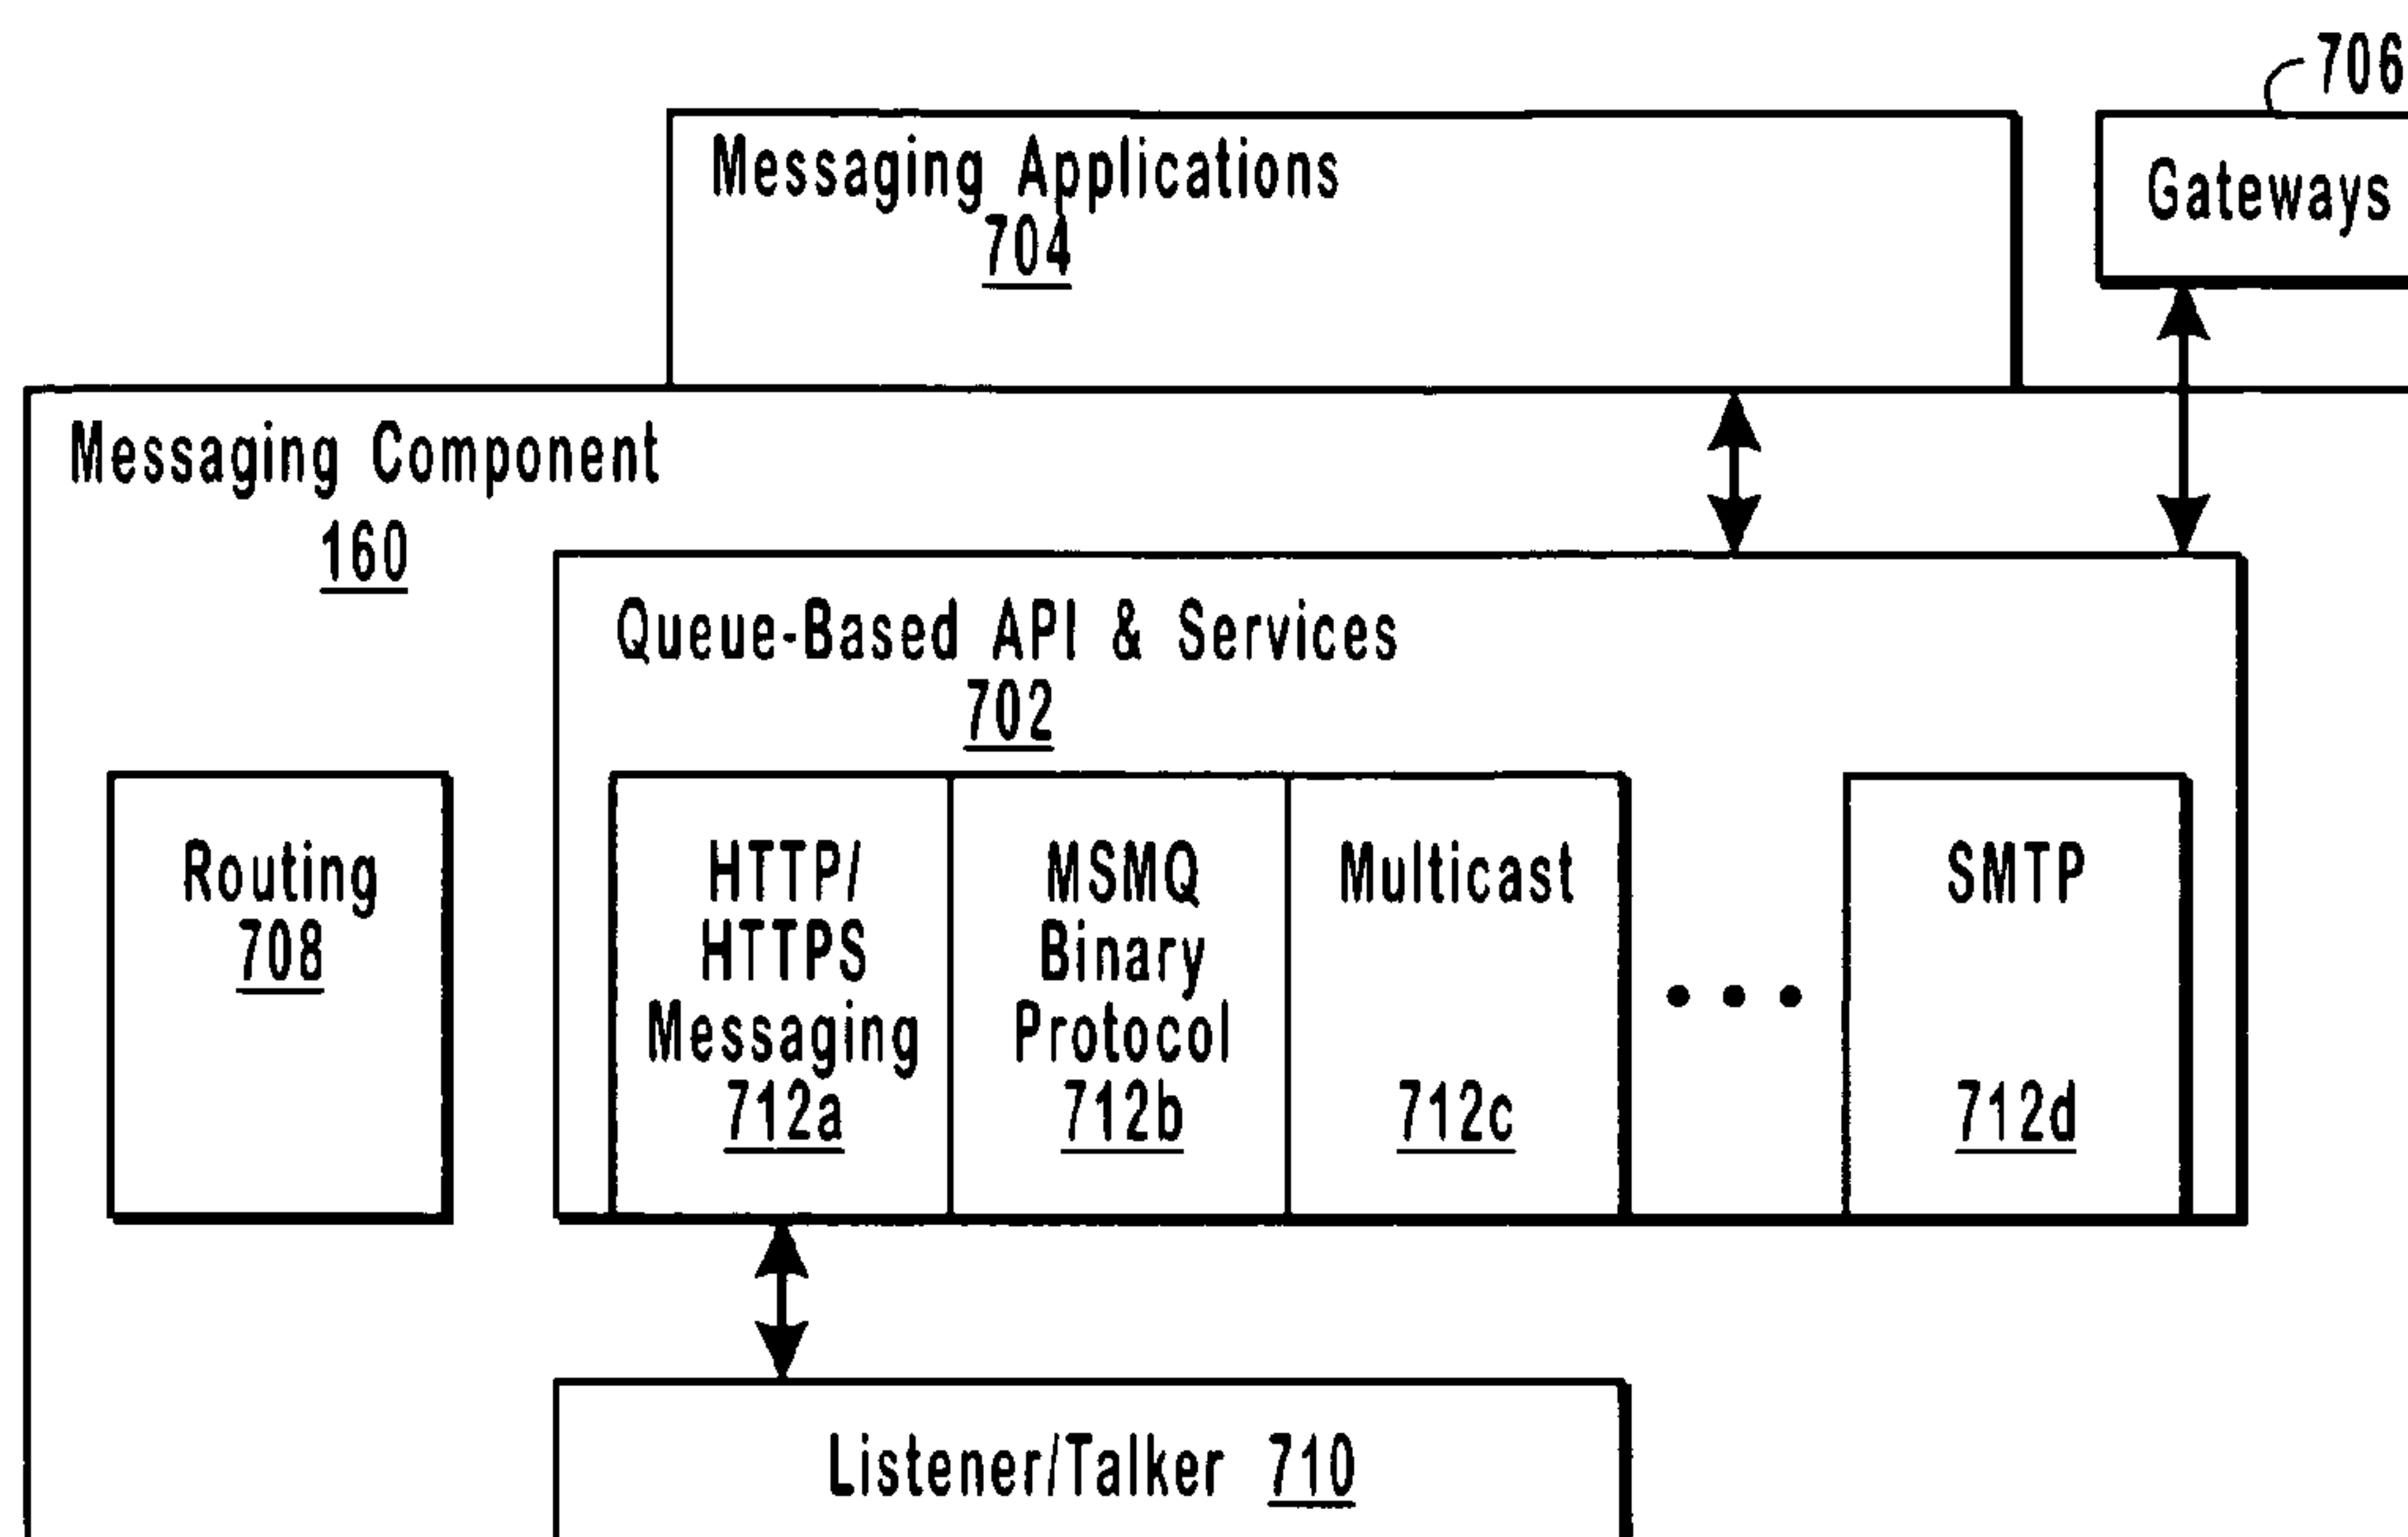 706
Messaging Applications
704
Gateways
Messaging Component
160
Queue-Based API & Services
702
Routing
708
HTTP/
HTTPS
Messaging
712a
MSMQ
Binary
Protocol
712b
Multicast
712c
SMTP
712d
Listener/Talker 710